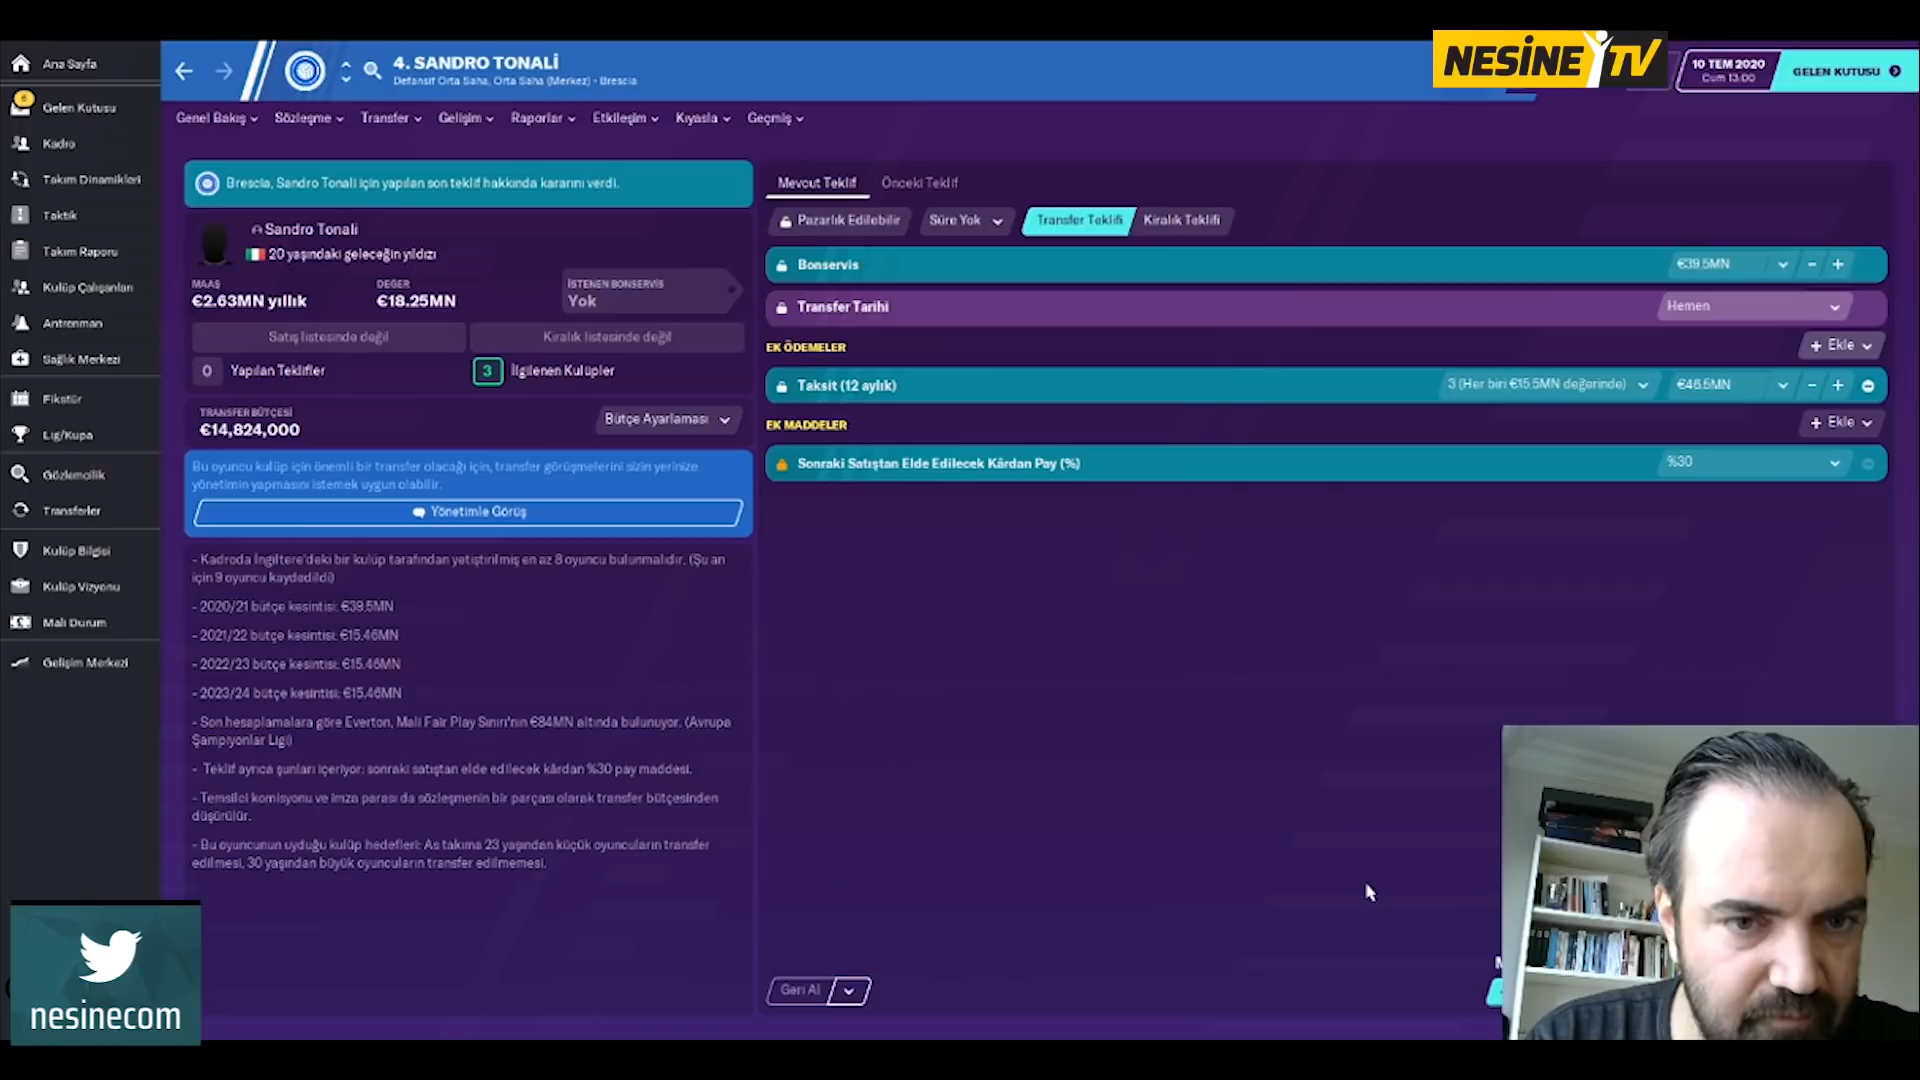 NESİNE TV
Ana Sayfa
6
Gelen Kutusu
Kadro
Takım Dinamikleri
Taktik
Takım Raporu
Kulüp Çalışanları
Antrenman
Sağlık Merkezi
Fikstür
Lig/Kupa
Gözlemcilik
Transferler
Kulüp Bilgisi
Kulüp Vizyonu
Mali Durum
Gelişim Merkezi
4. SANDRO TONALİ
Defansif Orta Saha, Orta Saha (Merkez) - Brescia
10 TEM 2020
Cum 13:00
GELEN KUTUSU
Genel Bakış Sözleşme Transfer Gelişim Raporlar Etkileşim Kıyasla Geçmiş
Brescia, Sandro Tonali için yapılan son teklif hakkında kararını verdi.
Sandro Tonali
20 yaşındaki geleceğin yıldızı
MAAŞ DEĞER İSTENEN BONSERVİS
€2.63MN yıllık €18.25MN Yok
Satış listesinde değil Kiralık listesinde değil
0 Yapılan Teklifler 3 İlgilenen Kulüpler
TRANSFER BÜTÇESİ
€14,824,000
Bütçe Ayarlaması
Bu oyuncu kulüp için önemli bir transfer olacağı için, transfer görüşmelerini sizin yerinize
yönetimin yapmasını istemek uygun olabilir.
Yönetimle Görüş
- Kadroda İngiltere'deki bir kulüp tarafından yetiştirilmiş en az 8 oyuncu bulunmalıdır. (Şu an
için 9 oyuncu kaydedildi)
- 2020/21 bütçe kesintisi: €39.5MN
- 2021/22 bütçe kesintisi: €15.46MN
- 2022/23 bütçe kesintisi: €15.46MN
- 2023/24 bütçe kesintisi: €15.46MN
- Son hesaplamalara göre Everton, Mali Fair Play Sınırı'nın €84MN altında bulunuyor. (Avrupa
Şampiyonlar Ligi)
- Teklif ayrıca şunları içeriyor: sonraki satıştan elde edilecek kârdan %30 pay maddesi.
- Temsilci komisyonu ve imza parası da sözleşmenin bir parçası olarak transfer bütçesinden
düşürülür.
- Bu oyuncunun uyduğu kulüp hedefleri: As takıma 23 yaşından küçük oyuncuların transfer
edilmesi, 30 yaşından büyük oyuncuların transfer edilmemesi.
Mevcut Teklif Önceki Teklif
Pazarlık Edilebilir Süre Yok Transfer Teklifi Kiralık Teklifi
Bonservis €39.5MN
Transfer Tarihi Hemen
EK ÖDEMELER + Ekle
Taksit (12 aylık) 3 (Her biri €15.5MN değerinde) €46.5MN
EK MADDELER + Ekle
Sonraki Satıştan Elde Edilecek Kârdan Pay (%) %30
Geri Al
nesinecom